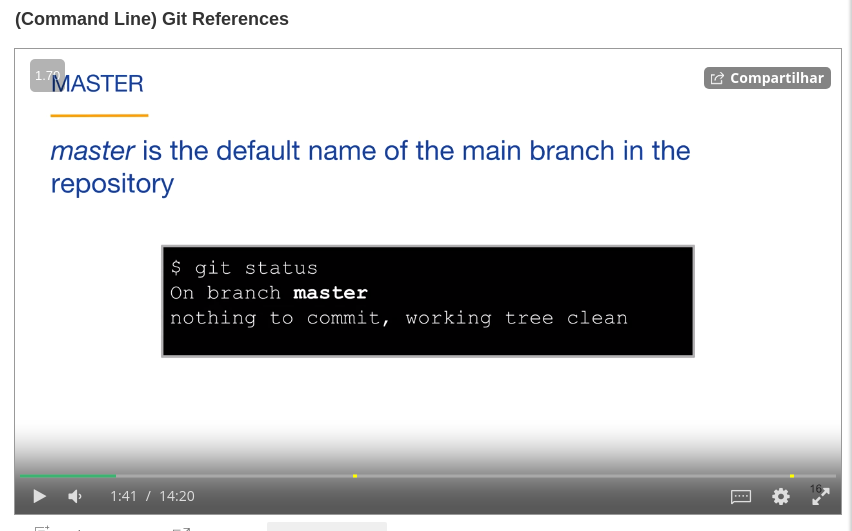 (Command Line) Git References
1.70
MASTER
Compartilhar
master is the default name of the main branch in the
repository
$ git status
On branch master
nothing to commit, working tree clean
1:41 / 14:20
16